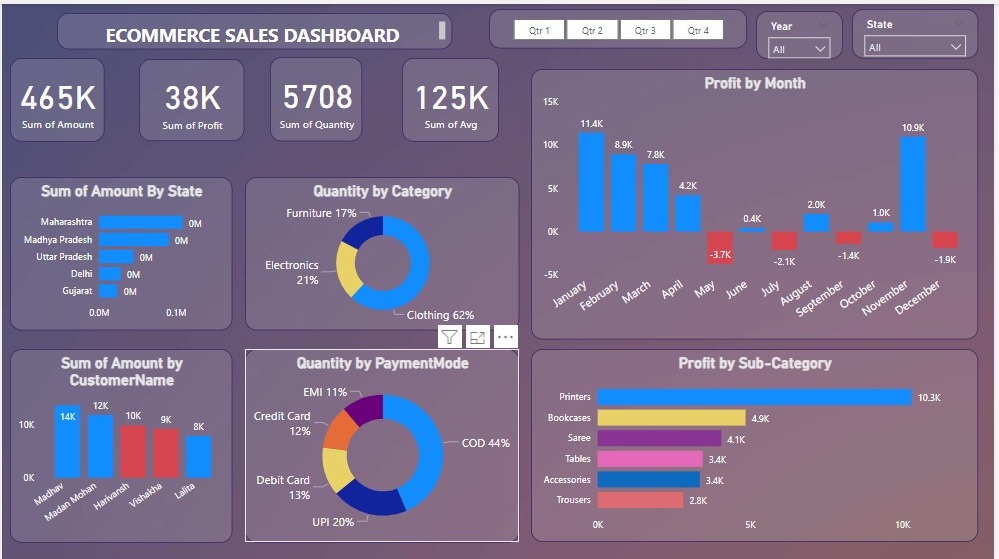 ECOMMERCE SALES DASHBOARD
Qtr 1 Qtr 2 Qtr 3 Qtr 4
Year
All
State
All
465K
Sum of Amount
38K
Sum of Profit
5708
Sum of Quantity
125K
Sum of Avg
Profit by Month
15K
10K
5K
0K
-5K
11.4K
8.9K
7.8K
4.2K
-3.7K
0.4K
-2.1K
2.0K
-1.4K
1.0K
10.9K
-1.9K
January
February
March
April
May
June
July
August
September
October
November
December
Sum of Amount By State
Maharashtra 0M
Madhya Pradesh 0M
Uttar Pradesh 0M
Delhi 0M
Gujarat 0M
0.0M 0.1M
Quantity by Category
Furniture 17%
Electronics
21%
Clothing 62%
Sum of Amount by
CustomerName
10K
0K
14K
12K
10K
9K
8K
Madhav
Madan Mohan
Harivansh
Vishakha
Lalita
Quantity by PaymentMode
EMI 11%
Credit Card
12%
COD 44%
Debit Card
13%
UPI 20%
Profit by Sub-Category
Printers 10.3K
Bookcases 4.9K
Saree 4.1K
Tables 3.4K
Accessories 3.4K
Trousers 2.8K
0K 5K 10K